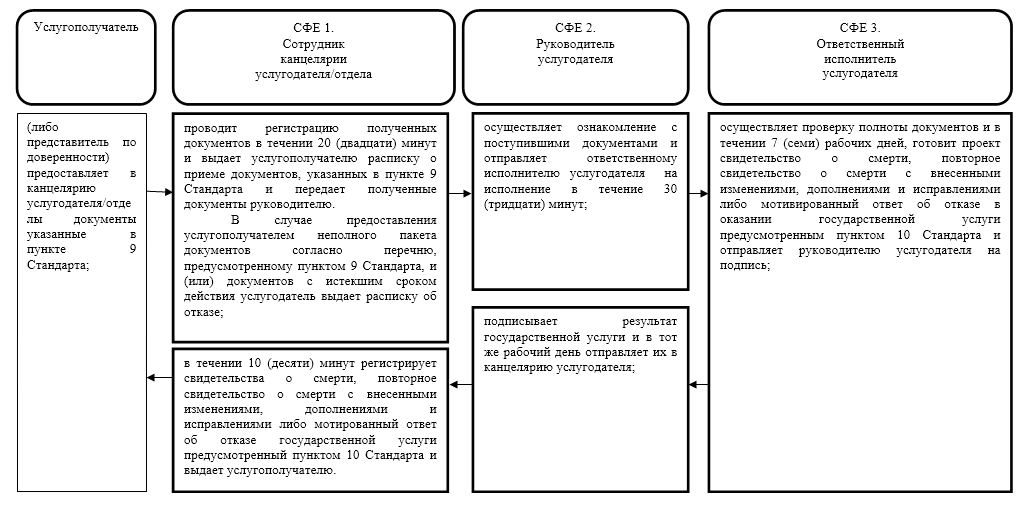 Услугополучатель
СФЕ 1.
Сотрудник
канцелярии
услугодателя/отдела
СФЕ 2.
Руководитель
услугодателя
СФЕ 3.
Ответственный
исполнитель
услугодателя
(либо
представитель по
доверенности)
предоставляет в
канцелярию
услугодателя/отде
лы документы
указанные в
пункте 9
Стандарта;
проводит регистрацию полученных
документов в течении 20 (двадцати) минут
и выдает услугополучателю расписку о
приеме документов, указанных в пункте 9
Стандарта и передает полученные
документы руководителю.
В случае предоставления
услугополучателем неполного пакета
документов согласно перечню,
предусмотренному пунктом 9 Стандарта, и
(или) документов с истекшим сроком
действия услугодатель выдает расписку об
отказе;
осуществляет ознакомление с
поступившими документами и
отправляет ответственному
исполнителю услугодателя на
исполнение в течение 30
(тридцати) минут;
осуществляет проверку полноты документов и в
течении 7 (семи) рабочих дней, готовит проект
свидетельство о смерти, повторное
свидетельство о смерти с внесенными
изменениями, дополнениями и исправлениями
либо мотивированный ответ об отказе в
оказании государственной услуги
предусмотренным пунктом 10 Стандарта и
отправляет руководителю услугодателя на
подпись;
подписывает результат
государственной услуги и в тот
же рабочий день отправляет их в
канцелярию услугодателя;
в течении 10 (десяти) минут регистрирует
свидетельства о смерти, повторное
свидетельство о смерти с внесенными
изменениями, дополнениями и
исправлениями либо мотированный ответ
об отказе государственной услуги
предусмотренный пунктом 10 Стандарта и
выдает услугополучателю.